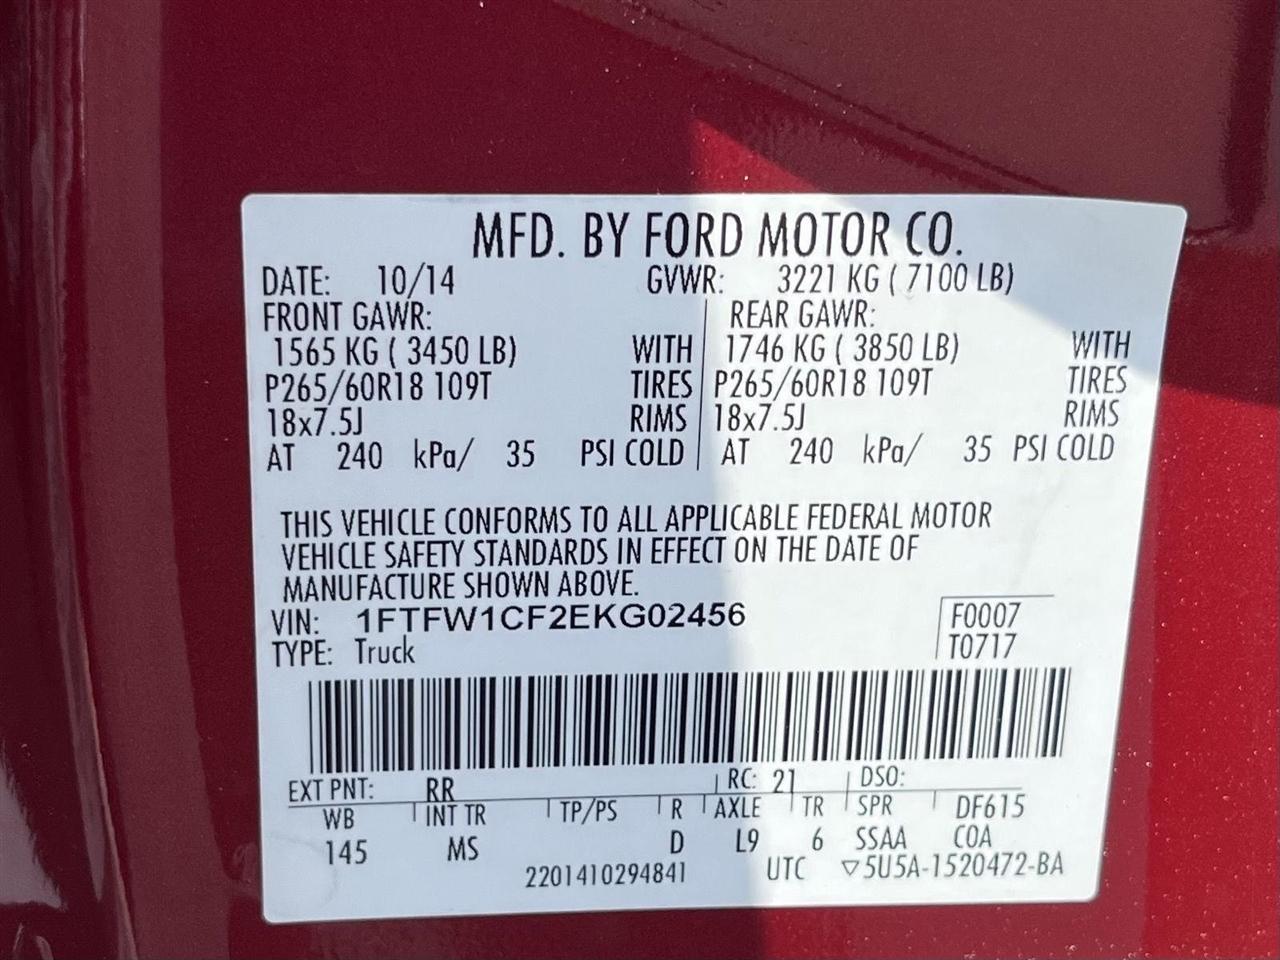 MFD. BY FORD MOTOR CO.
DATE: 10/14 GVWR: 3221 KG ( 7100 LB)
FRONT GAWR: REAR GAWR:
1565 KG ( 3450 LB) WITH 1746 KG ( 3850 LB) WITH
P265/60R18 109T TIRES P265/60R18 109T TIRES
18x7.5J RIMS 18x7.5J RIMS
AT 240 kPa/ 35 PSI COLD AT 240 kPa/ 35 PSI COLD
THIS VEHICLE CONFORMS TO ALL APPLICABLE FEDERAL MOTOR
VEHICLE SAFETY STANDARDS IN EFFECT ON THE DATE OF
MANUFACTURE SHOWN ABOVE.
VIN: 1FTFW1CF2EKG02456 F0007
TYPE: Truck T0717
EXT PNT: RR RC: 21 DSO:
WB INT TR TP/PS R AXLE TR SPR DF615
145 MS D L9 6 SSAA COA
2201410294841 UTC ▽5U5A-1520472-BA